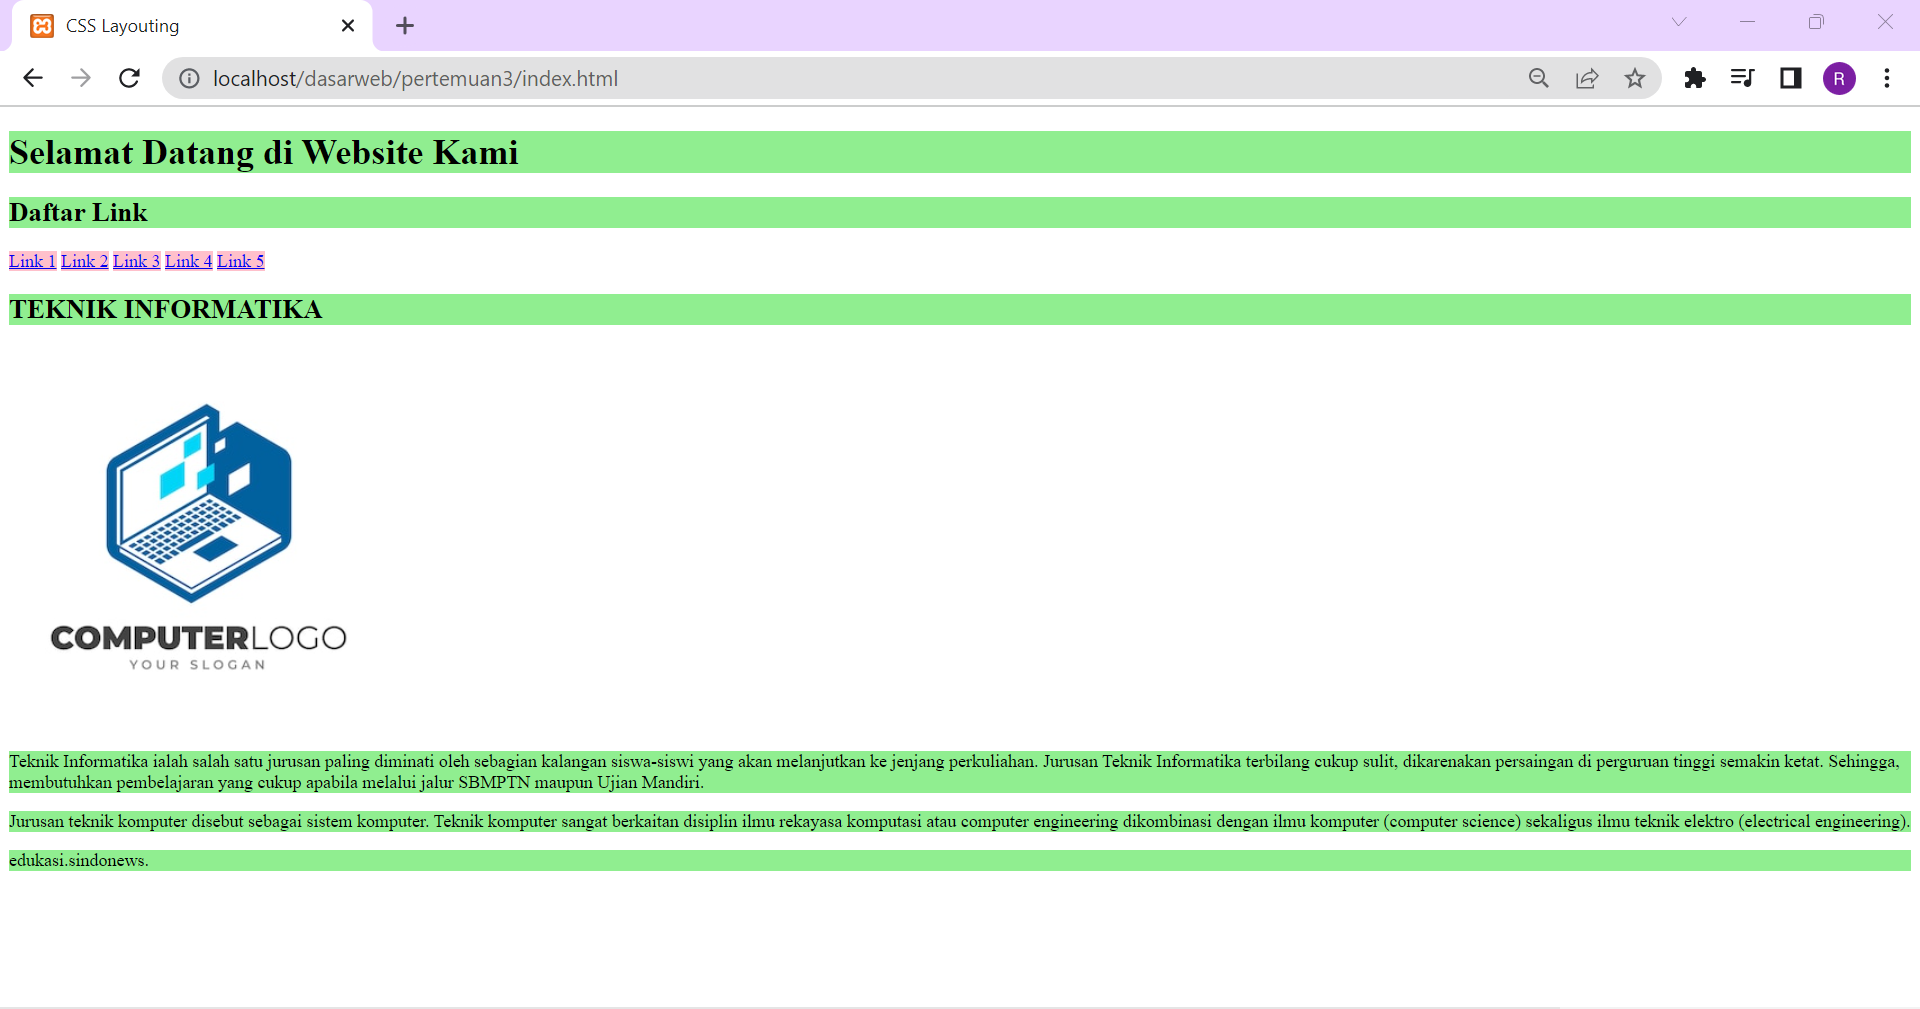 CSS Layouting
localhost/dasarweb/pertemuan3/index.html
R
Selamat Datang di Website Kami
Daftar Link
Link 1 Link 2 Link 3 Link 4 Link 5
TEKNIK INFORMATIKA
COMPUTERLOGO
YOUR SLOGAN
Teknik Informatika ialah salah satu jurusan paling diminati oleh sebagian kalangan siswa-siswi yang akan melanjutkan ke jenjang perkuliahan. Jurusan Teknik Informatika terbilang cukup sulit, dikarenakan persaingan di perguruan tinggi semakin ketat. Sehingga,
membutuhkan pembelajaran yang cukup apabila melalui jalur SBMPTN maupun Ujian Mandiri.
Jurusan teknik komputer disebut sebagai sistem komputer. Teknik komputer sangat berkaitan disiplin ilmu rekayasa komputasi atau computer engineering dikombinasi dengan ilmu komputer (computer science) sekaligus ilmu teknik elektro (electrical engineering).
edukasi.sindonews.